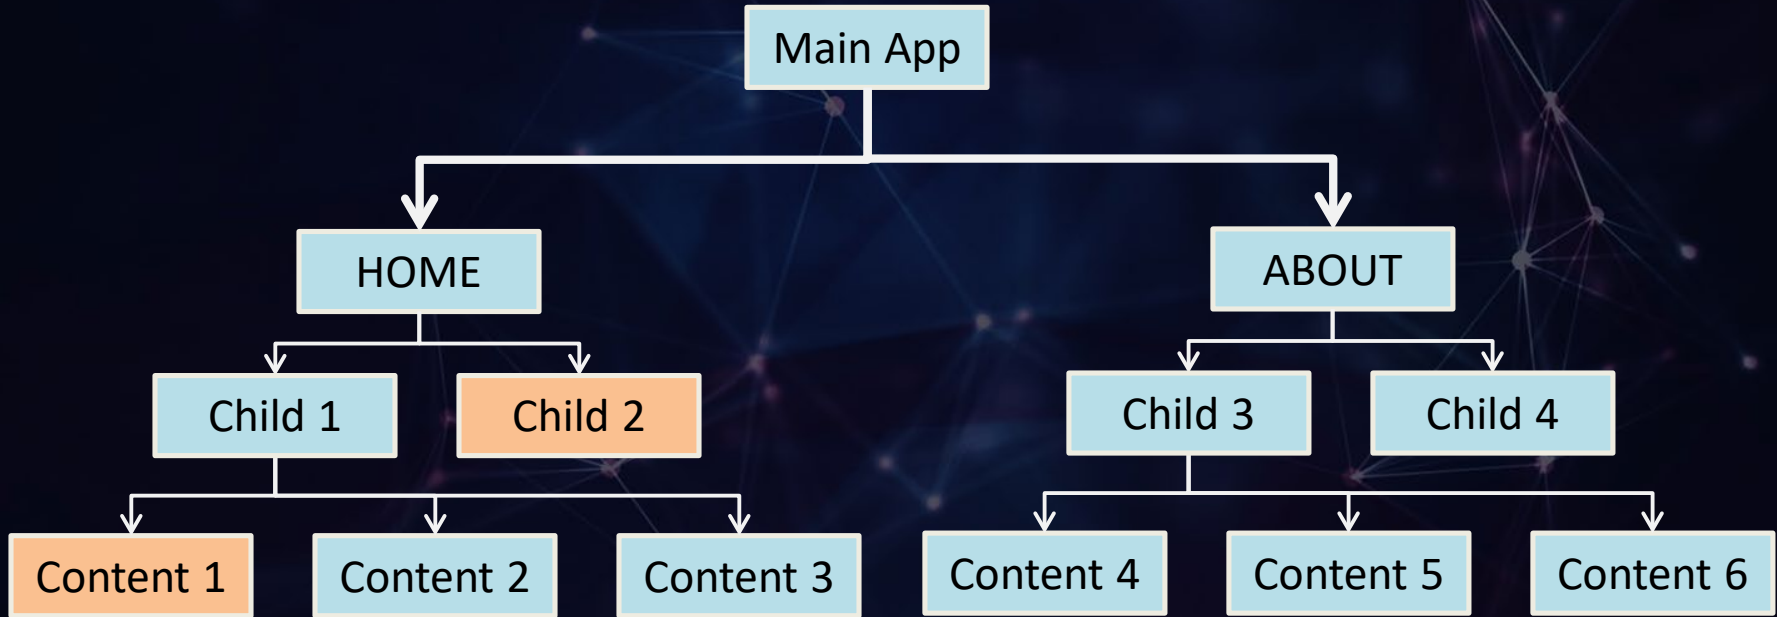 Main App
HOME
ABOUT
Child 1
Child 2
Child 3
Child 4
Content 1
Content 2
Content 3
Content 4
Content 5
Content 6